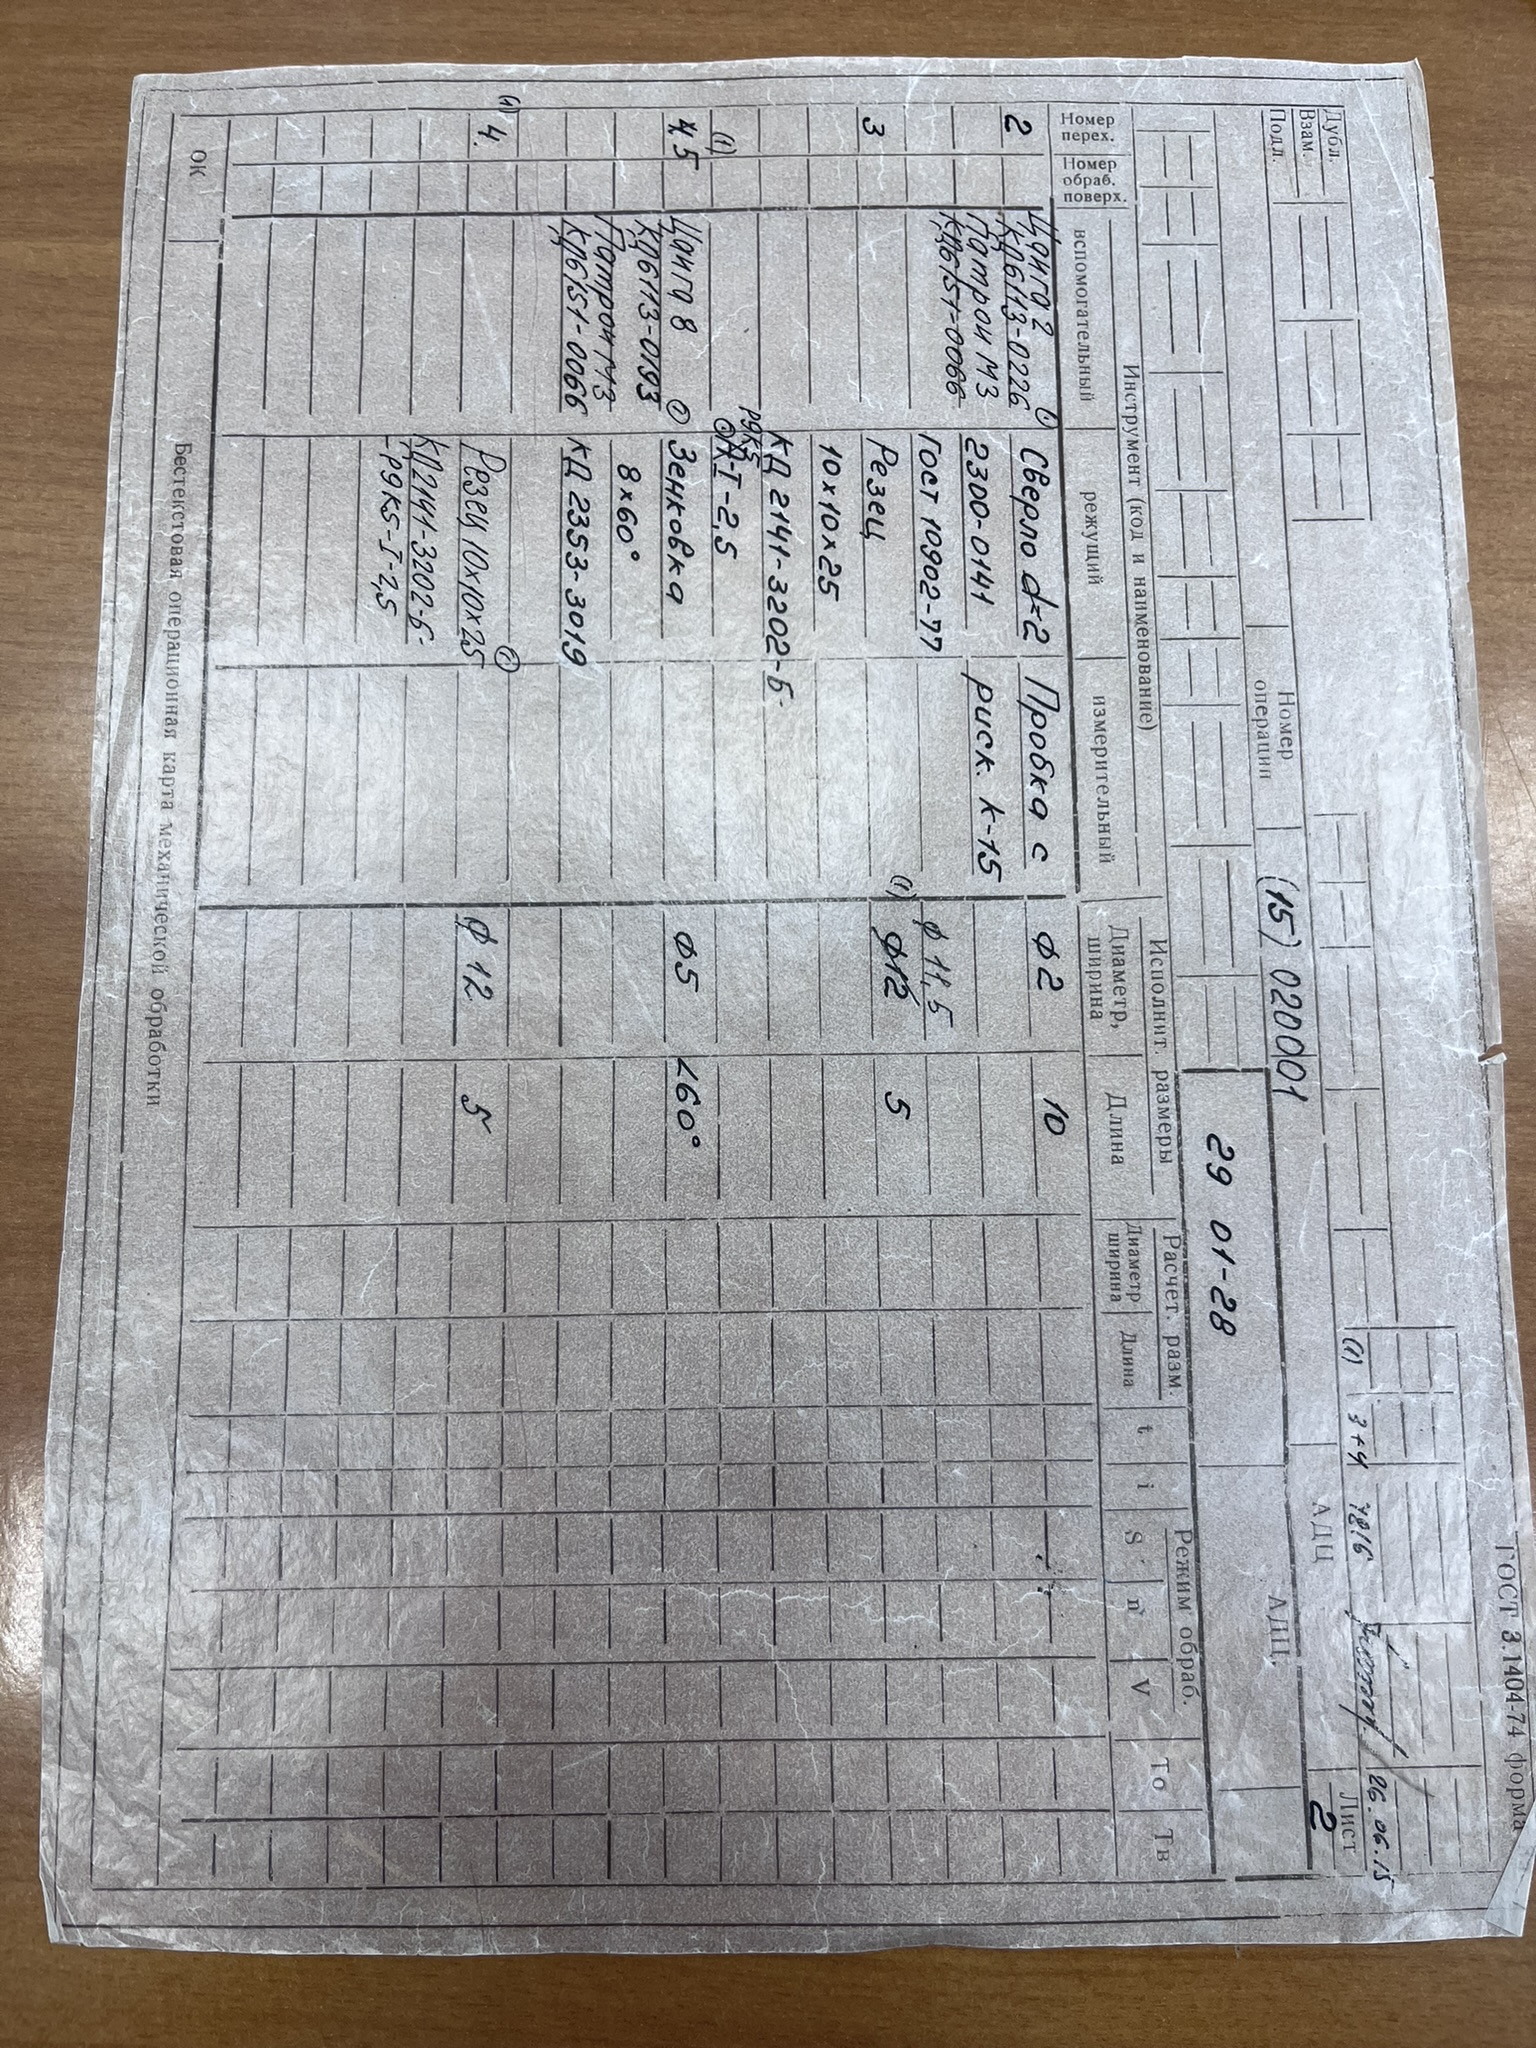 ГОСТ 3.1404-74 форма
(1) 3+4 7216 26.06.15
Дубл.
Взам.
Подл.
Номер операции (15) 020001
АДЦ
Лист
2
29 01-28
АДЦ.
Номер перех.
Номер обраб. поверх.
Инструмент (код и наименование)
вспомогательный режущий измерительный
Исполнит. размеры
Диаметр, ширина Длина
Расчет. разм.
Диаметр ширина Длина
t i
Режим обраб.
S n V
То Тв
2 Цанга 2 (1) Сверло d=2 Пробка с ϕ2 10
КД6113-0226
Патрон М3 2300-0141 риск. К-15
КД6151-0066
Гост 10902-77 ϕ 11,5
3 Резец (1) ϕ12 5
10×10×25
КД 2141-3202-Б-
Р9К5
(1) -I-2,5
4.5 Цанга 8 (1) Зенковка ϕ5 <60°
КД6113-0193
Патрон М3 8×60°
КД6151-0066 КД 2353-3019
(1) 4. Резец 10×10×25 (1) ϕ 12 5
КД2141-3202-Б-
-Р9К5-I-2,5
ОК Бестекстовая операционная карта механической обработки